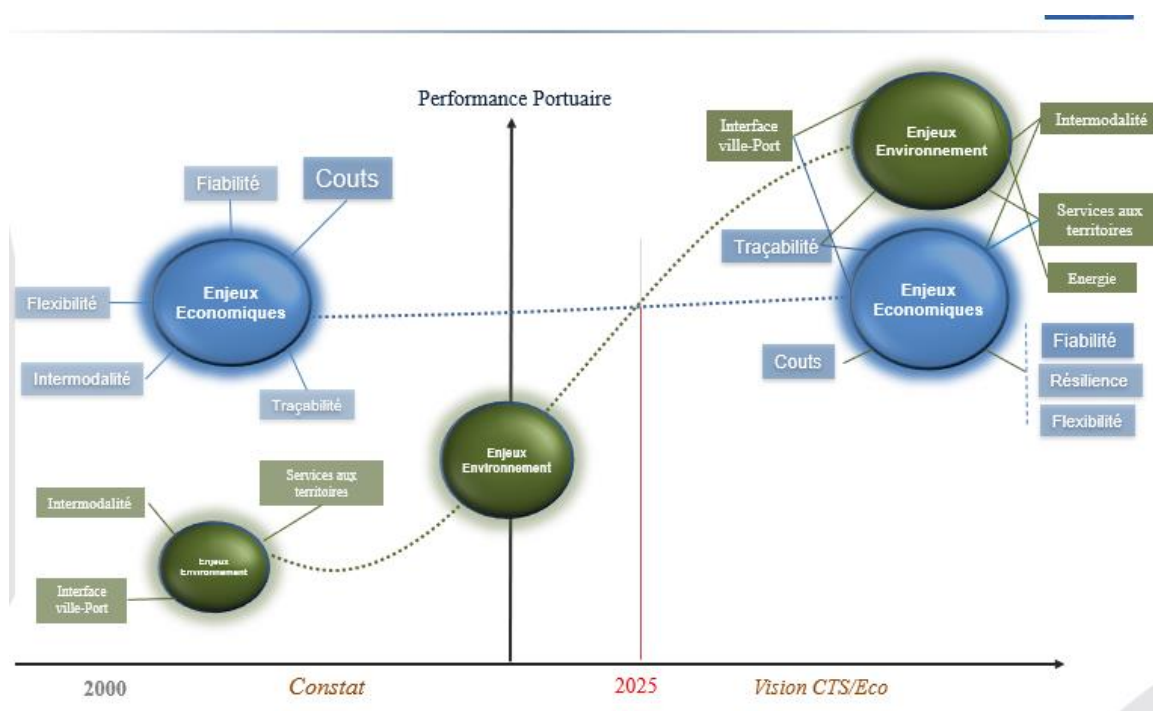 Performance Portuaire
Fiabilité
Couts
Flexibilité
Enjeux
Economiques
Intermodalité
Traçabilité
Intermodalité
Services aux
territoires
Enjeux
Environnement
Interface
ville-Port
Enjeux
Environnement
Interface
ville-Port
Enjeux
Environnement
Intermodalité
Traçabilité
Services aux
territoires
Enjeux
Economiques
Energie
Couts
Fiabilité
Résilience
Flexibilité
2000
Constat
2025
Vision CTS/Eco